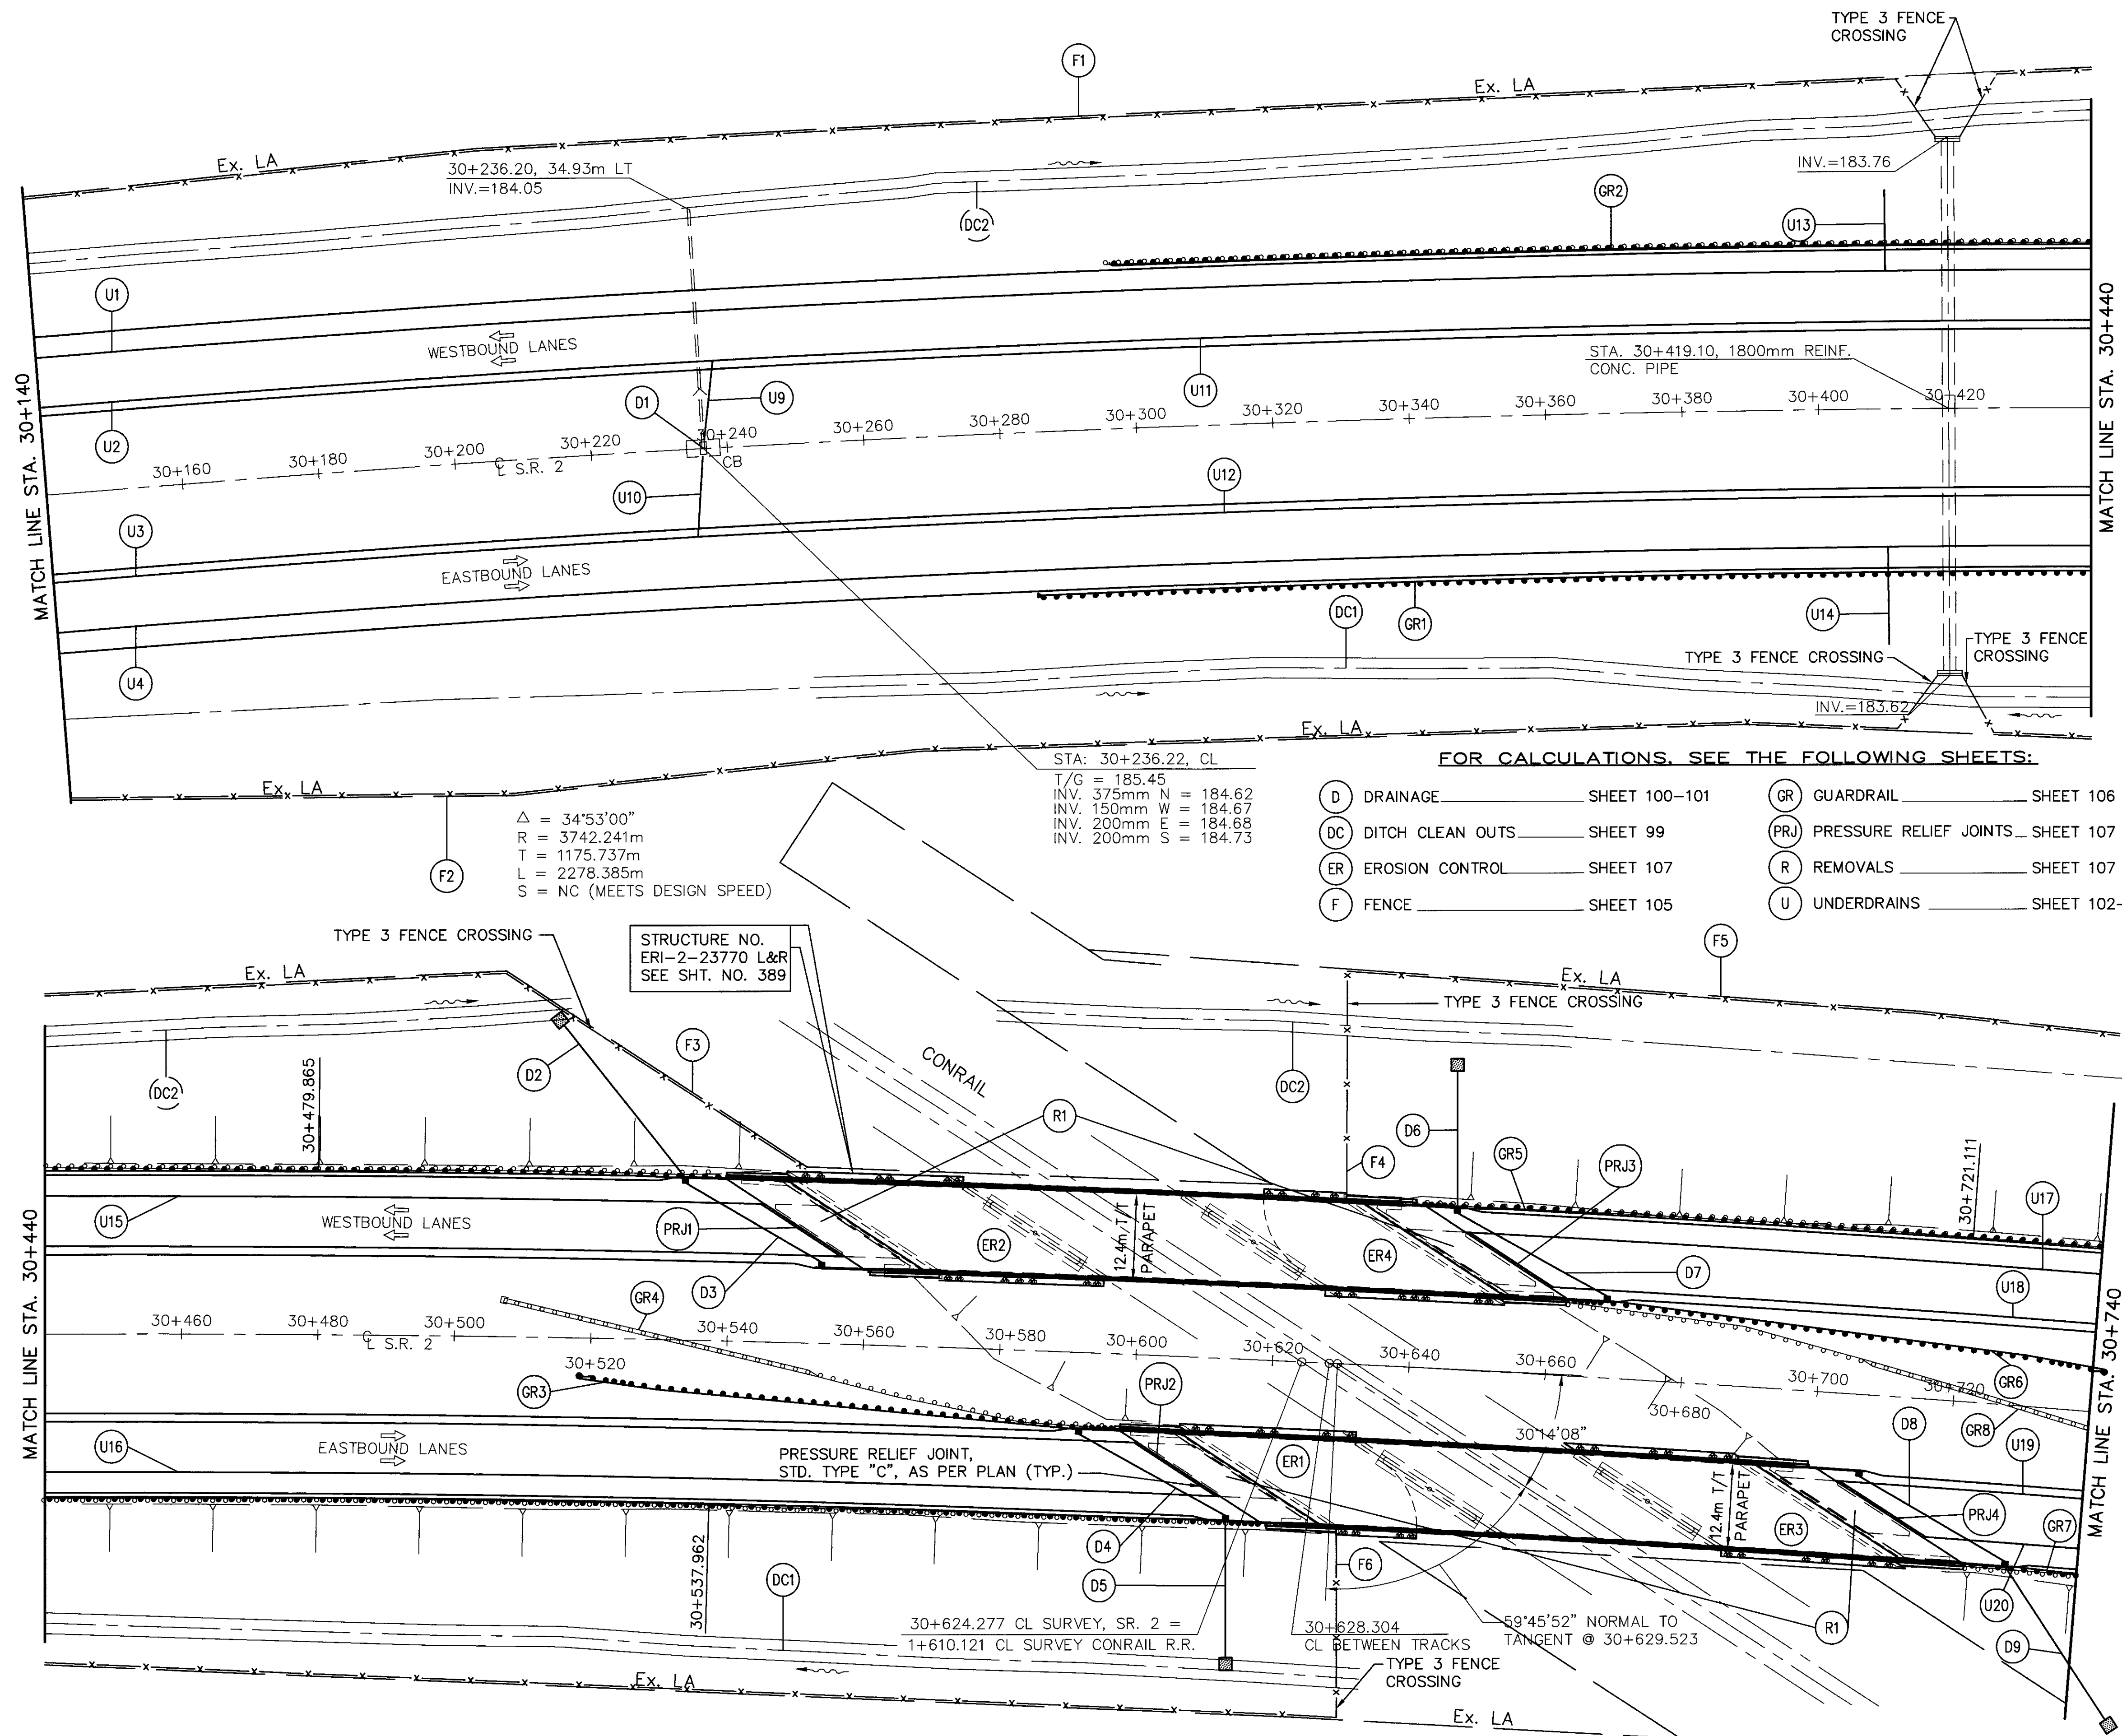 TYPE 3 FENCE
CROSSING
F1
Ex. LA
Ex. LA
30+236.20, 34.93m LT
INV.=184.05
INV.=183.76
GR2
(DC2)
U13
U1
WESTBOUND LANES
U2
D1
U9
U11
STA. 30+419.10, 1800mm REINF.
CONC. PIPE
MATCH LINE STA. 30+140
MATCH LINE STA. 30+440
30+160
30+180
30+200
℄ S.R. 2
30+220
30+240
CB
30+260
30+280
30+300
30+320
30+340
30+360
30+380
30+400
30+420
U10
U12
U3
EASTBOUND LANES
U4
DC1
GR1
U14
TYPE 3 FENCE CROSSING
TYPE 3 FENCE
CROSSING
INV.=183.62
Ex. LA
Ex. LA
F2
Δ = 34°53'00"
R = 3742.241m
T = 1175.737m
L = 2278.385m
S = NC (MEETS DESIGN SPEED)
STA: 30+236.22, CL
T/G = 185.45
INV. 375mm N = 184.62
INV. 150mm W = 184.67
INV. 200mm E = 184.68
INV. 200mm S = 184.73
FOR CALCULATIONS, SEE THE FOLLOWING SHEETS:
D DRAINAGE SHEET 100-101
DC DITCH CLEAN OUTS SHEET 99
ER EROSION CONTROL SHEET 107
F FENCE SHEET 105
GR GUARDRAIL SHEET 106
PRJ PRESSURE RELIEF JOINTS SHEET 107
R REMOVALS SHEET 107
U UNDERDRAINS SHEET 102-
TYPE 3 FENCE CROSSING
STRUCTURE NO.
ERI-2-23770 L&R
SEE SHT. NO. 389
Ex. LA
Ex. LA
F5
TYPE 3 FENCE CROSSING
(DC2)
30+479.865
D2
F3
CONRAIL
R1
DC2
D6
F4
GR5
PRJ3
30+721.111
U17
MATCH LINE STA. 30+440
U15
WESTBOUND LANES
PRJ1
D3
ER2
12.4m T/T
PARAPET
ER4
D7
U18
MATCH LINE STA. 30+740
GR4
30+460
30+480
℄ S.R. 2
30+500
30+520
30+540
30+560
30+580
30+600
30+620
30+640
30+660
30+680
30+700
30+720
GR6
GR8
GR3
PRJ2
30°14'08"
D8
U19
U16
EASTBOUND LANES
PRESSURE RELIEF JOINT,
STD. TYPE "C", AS PER PLAN (TYP.)
ER1
12.4m T/T
PARAPET
ER3
PRJ4
GR7
30+537.962
DC1
D4
D5
F6
U20
R1
D9
30+624.277 CL SURVEY, SR. 2 =
1+610.121 CL SURVEY CONRAIL R.R.
30+628.304
CL BETWEEN TRACKS
59°45'52" NORMAL TO
TANGENT @ 30+629.523
TYPE 3 FENCE
CROSSING
Ex. LA
Ex. LA